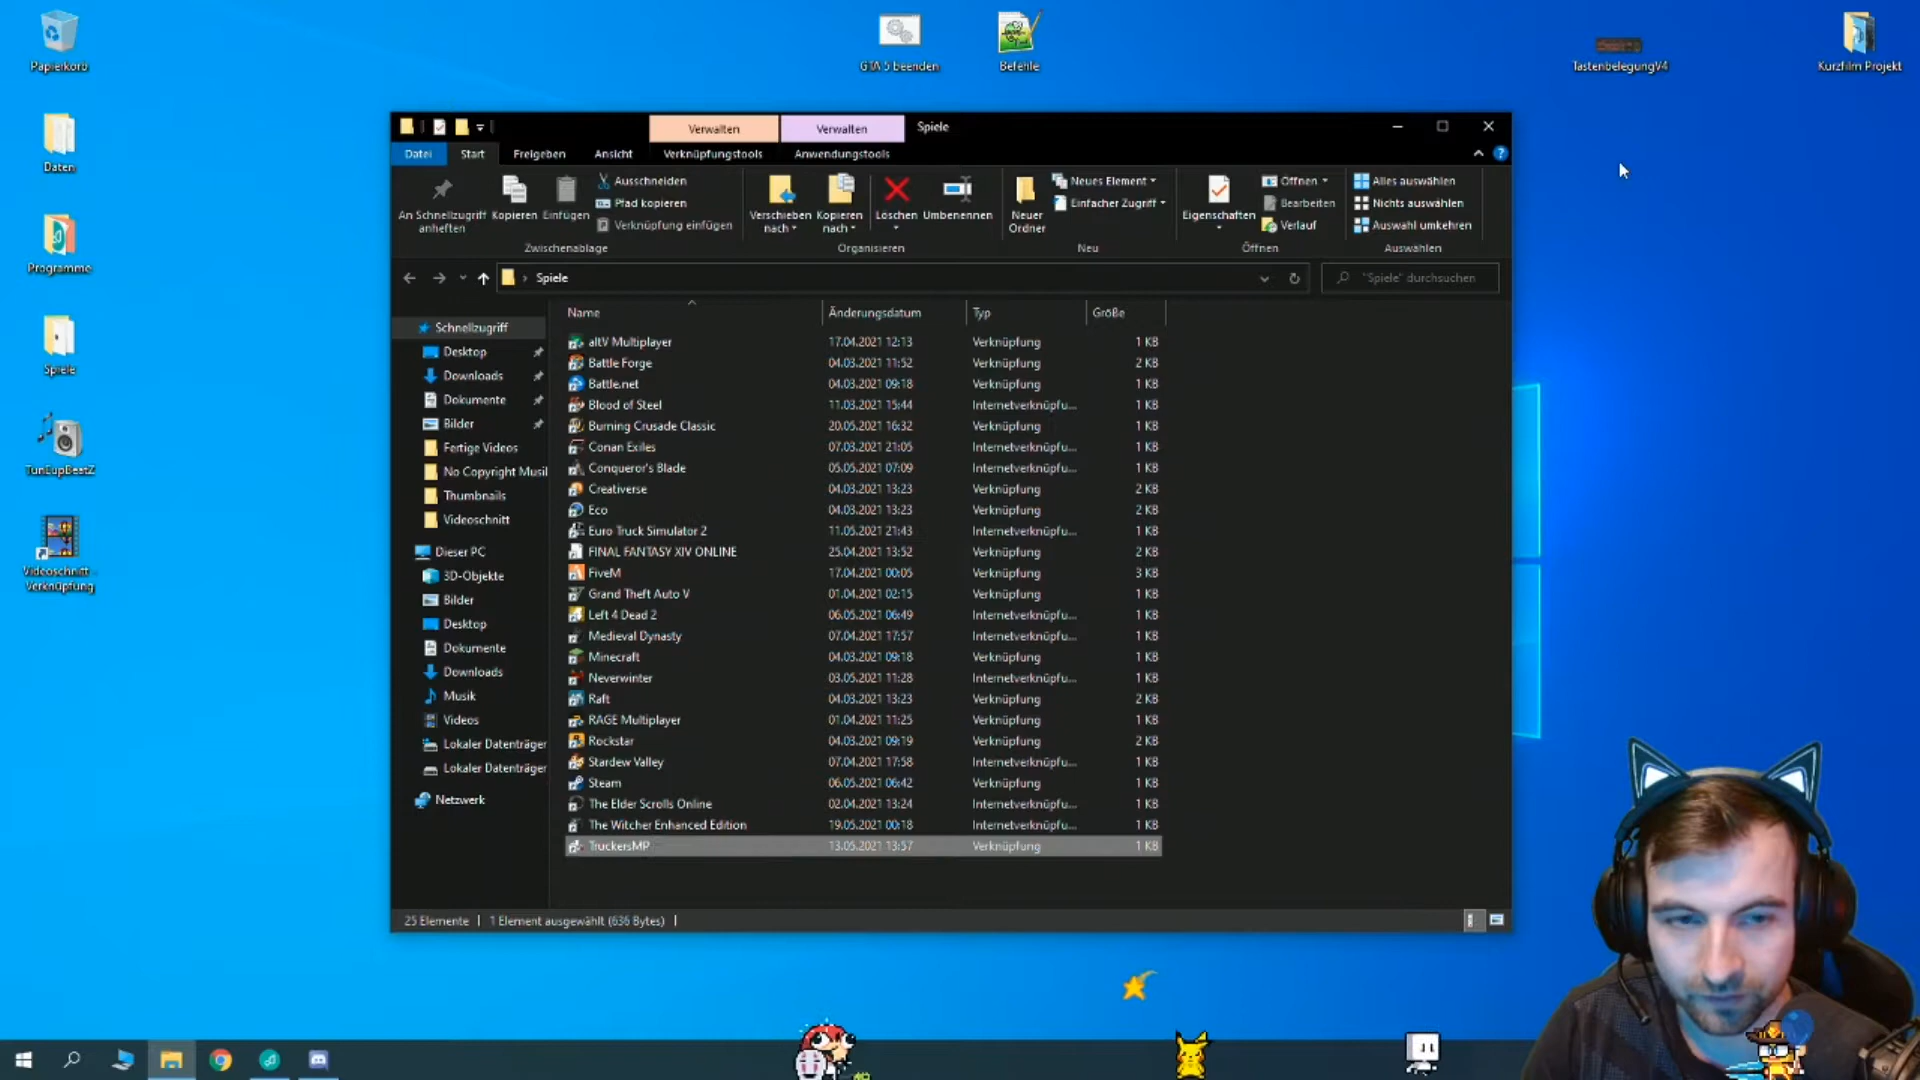 Papierkorb
GTA 5 beenden
Befehle
TastenbelegungV4
Kurzfilm Projekt
Daten
Programme
Spiele
TunEupBeatZ
Videoschnitt -
Verknüpfung
Verwalten
Verwalten
Spiele
Datei
Start
Freigeben
Ansicht
Verknüpfungstools
Anwendungstools
An Schnellzugriff
anheften
Kopieren
Einfügen
Ausschneiden
Pfad kopieren
Verknüpfung einfügen
Zwischenablage
Verschieben
nach
Kopieren
nach
Löschen
Umbenennen
Organisieren
Neuer
Ordner
Neues Element
Einfacher Zugriff
Neu
Eigenschaften
Öffnen
Bearbeiten
Verlauf
Öffnen
Alles auswählen
Nichts auswählen
Auswahl umkehren
Auswählen
Spiele
"Spiele" durchsuchen
Schnellzugriff
Desktop
Downloads
Dokumente
Bilder
Fertige Videos
No Copyright Musil
Thumbnails
Videoschnitt
Dieser PC
3D-Objekte
Bilder
Desktop
Dokumente
Downloads
Musik
Videos
Lokaler Datenträger
Lokaler Datenträger
Netzwerk
Name Änderungsdatum Typ Größe
altV Multiplayer 17.04.2021 12:13 Verknüpfung 1 KB
Battle Forge 04.03.2021 11:52 Verknüpfung 2 KB
Battle.net 04.03.2021 09:18 Verknüpfung 1 KB
Blood of Steel 11.03.2021 15:44 Internetverknüpfu... 1 KB
Burning Crusade Classic 20.05.2021 16:32 Verknüpfung 1 KB
Conan Exiles 07.03.2021 21:05 Internetverknüpfu... 1 KB
Conqueror's Blade 05.05.2021 07:09 Internetverknüpfu... 1 KB
Creativerse 04.03.2021 13:23 Verknüpfung 2 KB
Eco 04.03.2021 13:23 Verknüpfung 2 KB
Euro Truck Simulator 2 11.05.2021 21:43 Internetverknüpfu... 1 KB
FINAL FANTASY XIV ONLINE 25.04.2021 13:52 Verknüpfung 2 KB
FiveM 17.04.2021 00:05 Verknüpfung 3 KB
Grand Theft Auto V 01.04.2021 02:15 Verknüpfung 1 KB
Left 4 Dead 2 06.05.2021 06:49 Internetverknüpfu... 1 KB
Medieval Dynasty 07.04.2021 17:57 Internetverknüpfu... 1 KB
Minecraft 04.03.2021 09:18 Verknüpfung 1 KB
Neverwinter 03.05.2021 11:28 Internetverknüpfu... 1 KB
Raft 04.03.2021 13:23 Verknüpfung 2 KB
RAGE Multiplayer 01.04.2021 11:25 Verknüpfung 1 KB
Rockstar 04.03.2021 09:19 Verknüpfung 2 KB
Stardew Valley 07.04.2021 17:58 Internetverknüpfu... 1 KB
Steam 06.05.2021 06:42 Verknüpfung 1 KB
The Elder Scrolls Online 02.04.2021 13:24 Internetverknüpfu... 1 KB
The Witcher Enhanced Edition 19.05.2021 00:18 Internetverknüpfu... 1 KB
TruckersMP 13.05.2021 13:57 Verknüpfung 1 KB
25 Elemente
1 Element ausgewählt (636 Bytes)